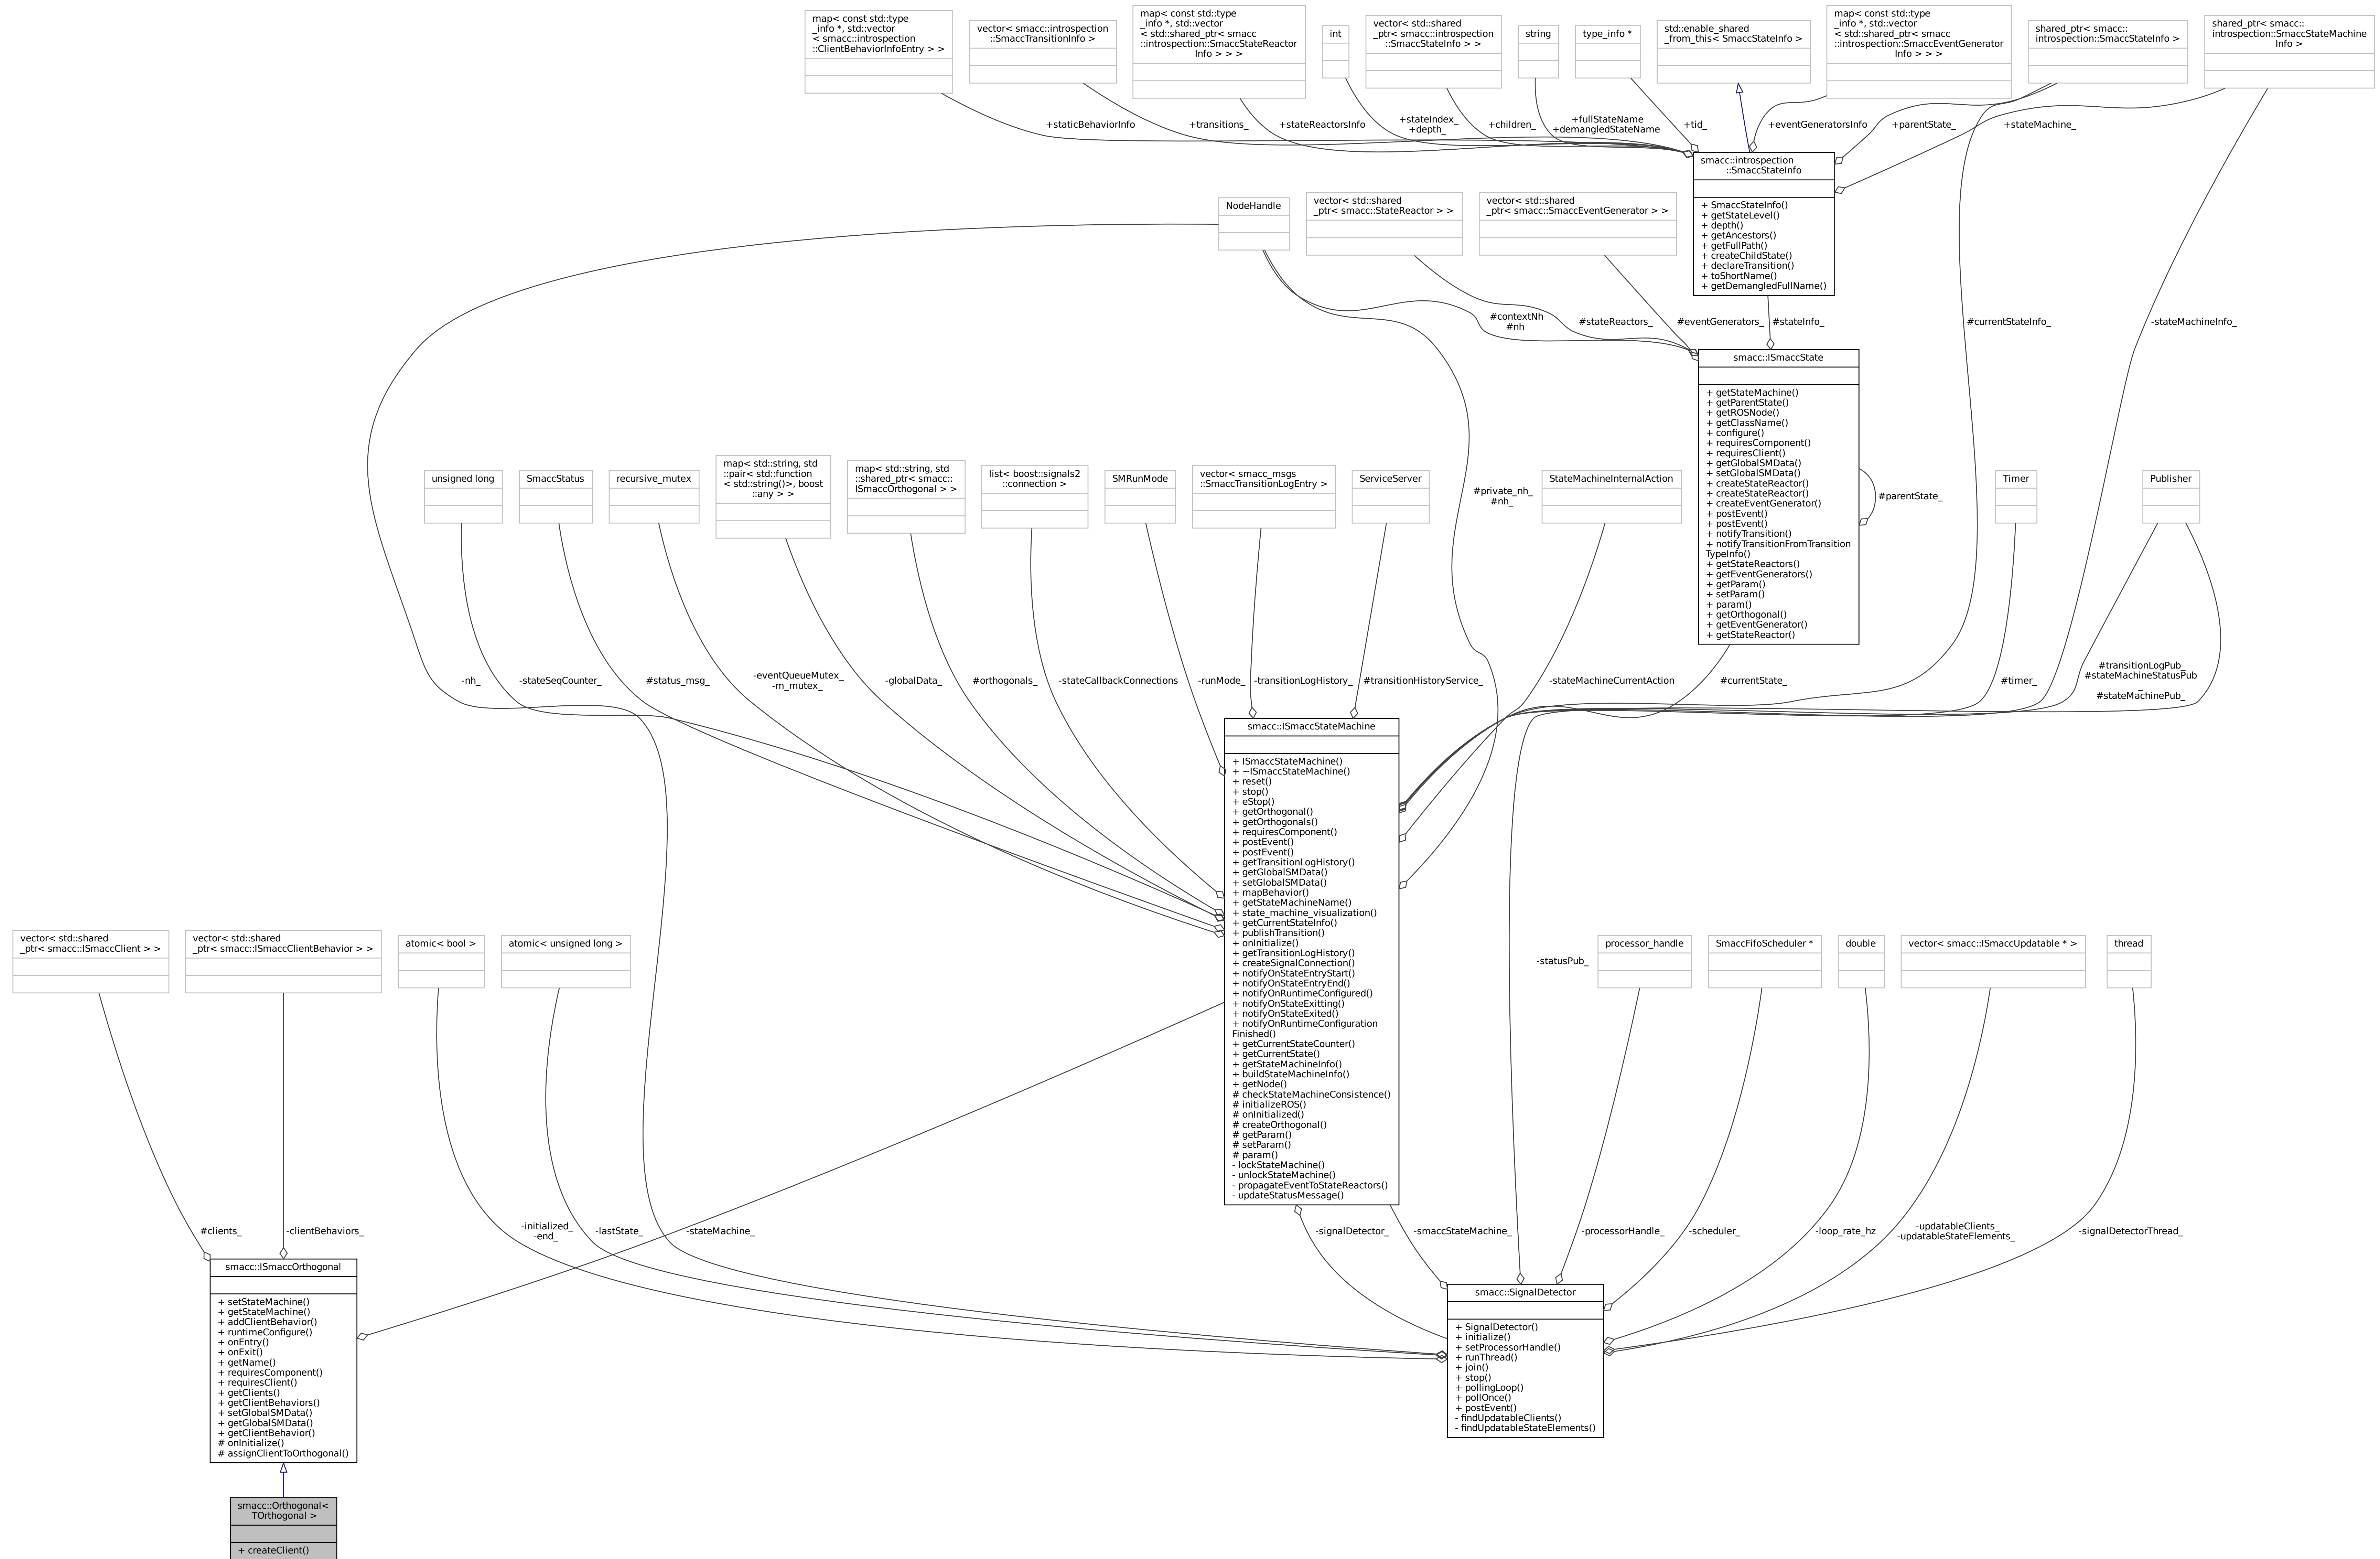 map< const std::type
_info *, std::vector
< smacc::introspection
::ClientBehaviorInfoEntry > >
vector< smacc::introspection
::SmaccTransitionInfo >
map< const std::type
_info *, std::vector
< std::shared_ptr< smacc
::introspection::SmaccStateReactor
Info > > >
int
vector< std::shared
_ptr< smacc::introspection
::SmaccStateInfo > >
string
type_info *
std::enable_shared
_from_this< SmaccStateInfo >
map< const std::type
_info *, std::vector
< std::shared_ptr< smacc
::introspection::SmaccEventGenerator
Info > > >
shared_ptr< smacc::
introspection::SmaccStateInfo >
shared_ptr< smacc::
introspection::SmaccStateMachine
Info >
+staticBehaviorInfo
+transitions_
+stateReactorsInfo
+stateIndex_
+depth_
+children_
+fullStateName
+demangledStateName
+tid_
+eventGeneratorsInfo
+parentState_
+stateMachine_
smacc::introspection
::SmaccStateInfo
+ SmaccStateInfo()
+ getStateLevel()
+ depth()
+ getAncestors()
+ getFullPath()
+ createChildState()
+ declareTransition()
+ toShortName()
+ getDemangledFullName()
NodeHandle
vector< std::shared
_ptr< smacc::StateReactor > >
vector< std::shared
_ptr< smacc::SmaccEventGenerator > >
#contextNh
#nh
#stateReactors_
#eventGenerators_
#stateInfo_
#currentStateInfo_
-stateMachineInfo_
smacc::ISmaccState
+ getStateMachine()
+ getParentState()
+ getROSNode()
+ getClassName()
+ configure()
+ requiresComponent()
+ requiresClient()
+ getGlobalSMData()
+ setGlobalSMData()
+ createStateReactor()
+ createStateReactor()
+ createEventGenerator()
+ postEvent()
+ postEvent()
+ notifyTransition()
+ notifyTransitionFromTransition
TypeInfo()
+ getStateReactors()
+ getEventGenerators()
+ getParam()
+ setParam()
+ param()
+ getOrthogonal()
+ getEventGenerator()
+ getStateReactor()
#parentState_
unsigned long
SmaccStatus
recursive_mutex
map< std::string, std
::pair< std::function
< std::string()>, boost
::any > >
map< std::string, std
::shared_ptr< smacc::
ISmaccOrthogonal > >
list< boost::signals2
::connection >
SMRunMode
vector< smacc_msgs
::SmaccTransitionLogEntry >
ServiceServer
#private_nh_
#nh_
StateMachineInternalAction
Timer
Publisher
-nh_
-stateSeqCounter_
#status_msg_
-eventQueueMutex_
-m_mutex_
-globalData_
#orthogonals_
-stateCallbackConnections
-runMode_
-transitionLogHistory_
#transitionHistoryService_
-stateMachineCurrentAction
#currentState_
#timer_
#transitionLogPub_
#stateMachineStatusPub
_
#stateMachinePub_
smacc::ISmaccStateMachine
+ ISmaccStateMachine()
+ ~ISmaccStateMachine()
+ reset()
+ stop()
+ eStop()
+ getOrthogonal()
+ getOrthogonals()
+ requiresComponent()
+ postEvent()
+ postEvent()
+ getTransitionLogHistory()
+ getGlobalSMData()
+ setGlobalSMData()
+ mapBehavior()
+ getStateMachineName()
+ state_machine_visualization()
+ getCurrentStateInfo()
+ publishTransition()
+ onInitialize()
+ getTransitionLogHistory()
+ createSignalConnection()
+ notifyOnStateEntryStart()
+ notifyOnStateEntryEnd()
+ notifyOnRuntimeConfigured()
+ notifyOnStateExitting()
+ notifyOnStateExited()
+ notifyOnRuntimeConfiguration
Finished()
+ getCurrentStateCounter()
+ getCurrentState()
+ getStateMachineInfo()
+ buildStateMachineInfo()
+ getNode()
# checkStateMachineConsistence()
# initializeROS()
# onInitialized()
# createOrthogonal()
# getParam()
# setParam()
# param()
- lockStateMachine()
- unlockStateMachine()
- propagateEventToStateReactors()
- updateStatusMessage()
vector< std::shared
_ptr< smacc::ISmaccClient > >
vector< std::shared
_ptr< smacc::ISmaccClientBehavior > >
atomic< bool >
atomic< unsigned long >
-statusPub_
processor_handle
SmaccFifoScheduler *
double
vector< smacc::ISmaccUpdatable * >
thread
#clients_
-clientBehaviors_
-initialized_
-end_
-lastState_
-stateMachine_
-signalDetector_
-smaccStateMachine_
-processorHandle_
-scheduler_
-loop_rate_hz
-updatableClients_
-updatableStateElements_
-signalDetectorThread_
smacc::ISmaccOrthogonal
+ setStateMachine()
+ getStateMachine()
+ addClientBehavior()
+ runtimeConfigure()
+ onEntry()
+ onExit()
+ getName()
+ requiresComponent()
+ requiresClient()
+ getClients()
+ getClientBehaviors()
+ setGlobalSMData()
+ getGlobalSMData()
+ getClientBehavior()
# onInitialize()
# assignClientToOrthogonal()
smacc::SignalDetector
+ SignalDetector()
+ initialize()
+ setProcessorHandle()
+ runThread()
+ join()
+ stop()
+ pollingLoop()
+ pollOnce()
+ postEvent()
- findUpdatableClients()
- findUpdatableStateElements()
smacc::Orthogonal<
TOrthogonal >
+ createClient()